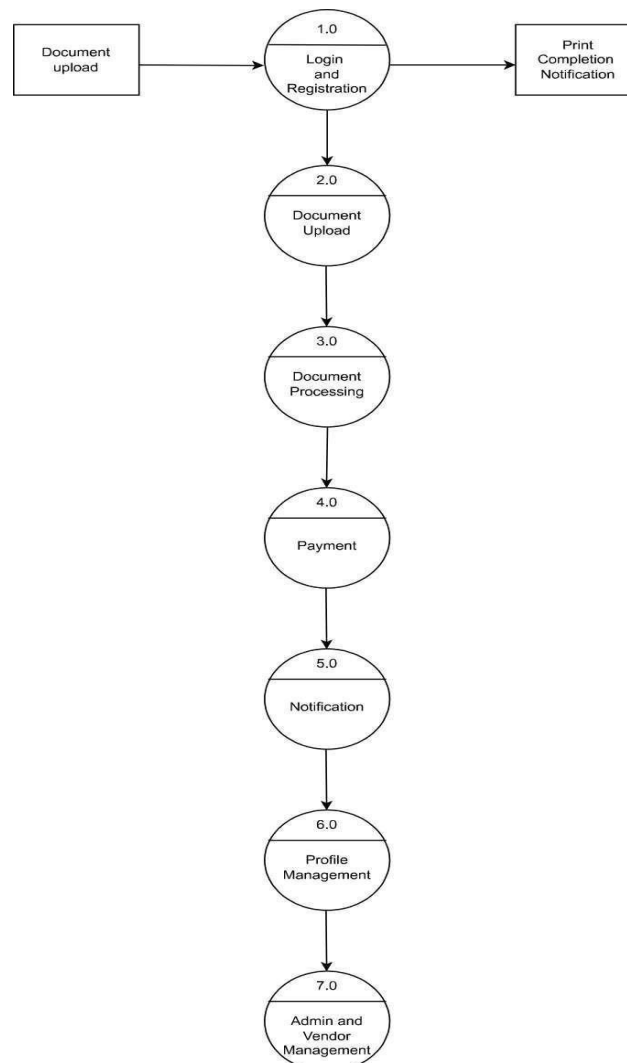 Document
upload
1.0
Login
and
Registration
Print
Completion
Notification
2.0
Document
Upload
3.0
Document
Processing
4.0
Payment
5.0
Notification
6.0
Profile
Management
7.0
Admin and
Vendor
Management